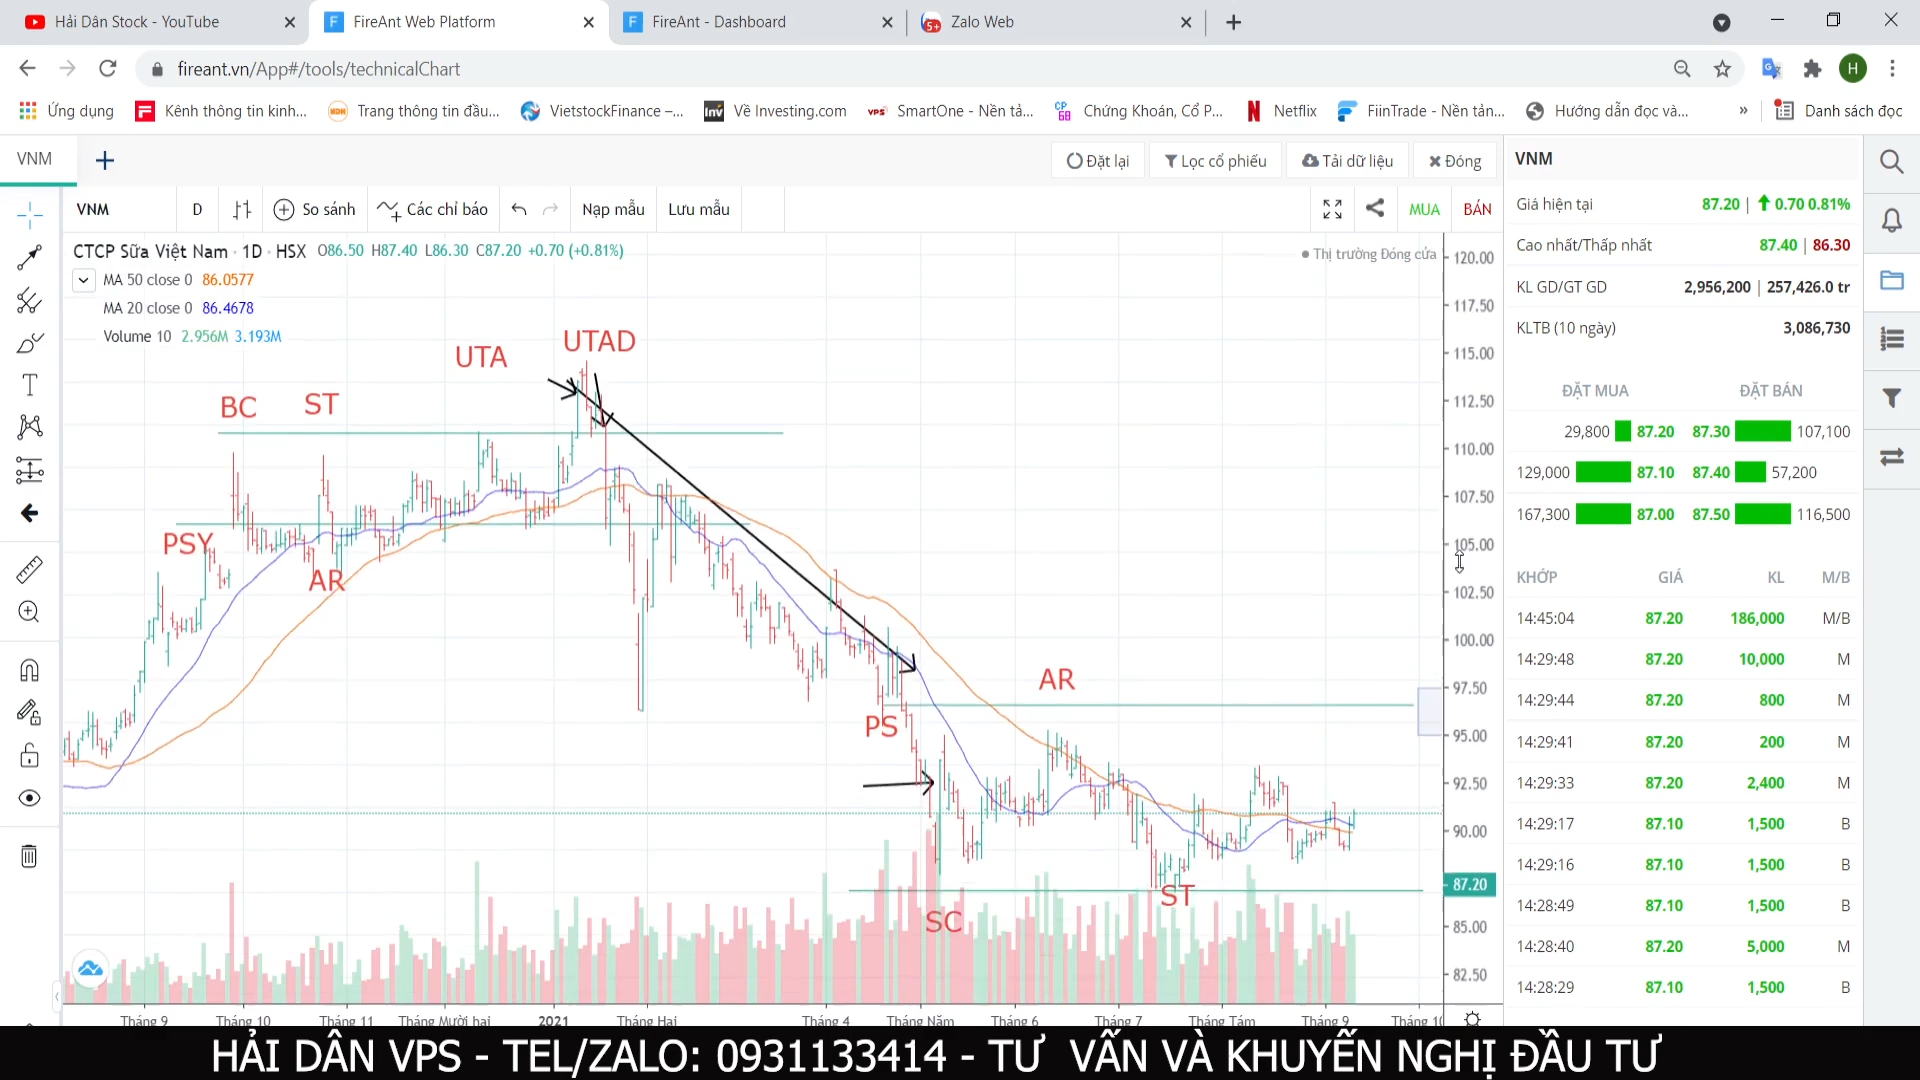 Hải Dân Stock - YouTube
FireAnt Web Platform
FireAnt - Dashboard
Zalo Web
fireant.vn/App#/tools/technicalChart
H
Ứng dụng
Kênh thông tin kinh...
Trang thông tin đầu...
VietstockFinance –...
Về Investing.com
SmartOne - Nền tả...
Chứng Khoán, Cổ P...
Netflix
FiinTrade - Nền tản...
Hướng dẫn đọc và...
»
Danh sách đọc
VNM
Đặt lại
Lọc cổ phiếu
Tải dữ liệu
Đóng
VNM
VNM
D
So sánh
Các chỉ báo
Nạp mẫu
Lưu mẫu
MUA
BÁN
CTCP Sữa Việt Nam · 1D · HSX O86.50 H87.40 L86.30 C87.20 +0.70 (+0.81%)
Thị trường Đóng cửa
MA 50 close 0 86.0577
MA 20 close 0 86.4678
Volume 10 2.956M 3.193M
UTA
UTAD
BC
ST
PSY
AR
AR
PS
ST
SC
120.00
117.50
115.00
112.50
110.00
107.50
105.00
102.50
100.00
97.50
95.00
92.50
90.00
87.20
85.00
82.50
Tháng 9
Tháng 10
Tháng 11
Tháng Mười hai
2021
Tháng Hai
Tháng 4
Tháng Năm
Tháng 6
Tháng 7
Tháng Tám
Tháng 9
Tháng 10
Giá hiện tại 87.20 | 0.70 0.81%
Cao nhất/Thấp nhất 87.40 | 86.30
KL GD/GT GD 2,956,200 | 257,426.0 tr
KLTB (10 ngày) 3,086,730
ĐẶT MUA ĐẶT BÁN
29,800 87.20 87.30 107,100
129,000 87.10 87.40 57,200
167,300 87.00 87.50 116,500
KHỚP GIÁ KL M/B
14:45:04 87.20 186,000 M/B
14:29:48 87.20 10,000 M
14:29:44 87.20 800 M
14:29:41 87.20 200 M
14:29:33 87.20 2,400 M
14:29:17 87.10 1,500 B
14:29:16 87.10 1,500 B
14:28:49 87.10 1,500 B
14:28:40 87.20 5,000 M
14:28:29 87.10 1,500 B
HẢI DÂN VPS - TEL/ZALO: 0931133414 - TƯ VẤN VÀ KHUYẾN NGHỊ ĐẦU TƯ